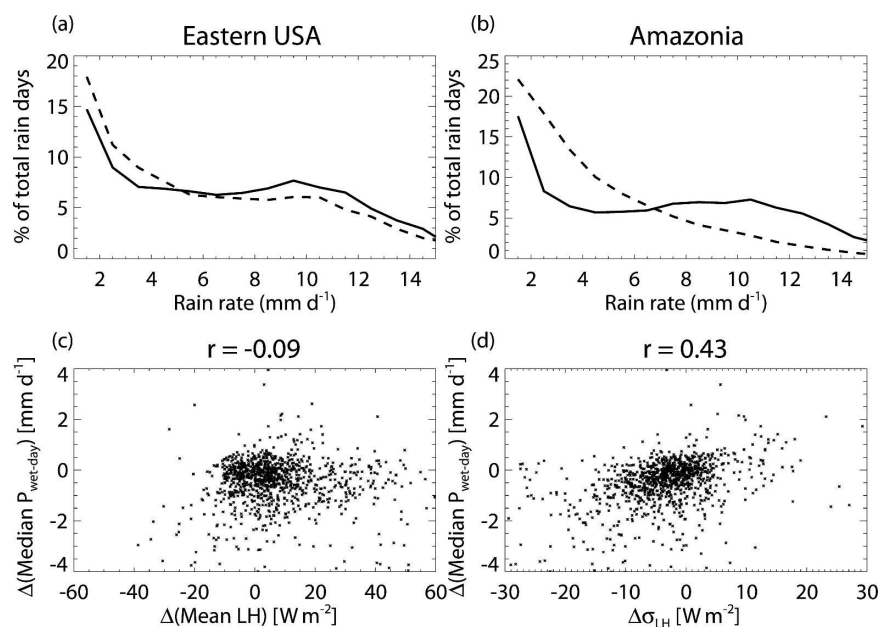 (a) Eastern USA
20
15
10
5
0
% of total rain days
2 4 6 8 10 12 14
Rain rate (mm d⁻¹)
(b) Amazonia
25
20
15
10
5
0
% of total rain days
2 4 6 8 10 12 14
Rain rate (mm d⁻¹)
(c) r = -0.09
4
2
0
-2
-4
Δ(Median P_wet-day) [mm d⁻¹]
-60 -40 -20 0 20 40 60
Δ(Mean LH) [W m⁻²]
(d) r = 0.43
4
2
0
-2
-4
Δ(Median P_wet-day) [mm d⁻¹]
-30 -20 -10 0 10 20 30
Δσ_LH [W m⁻²]